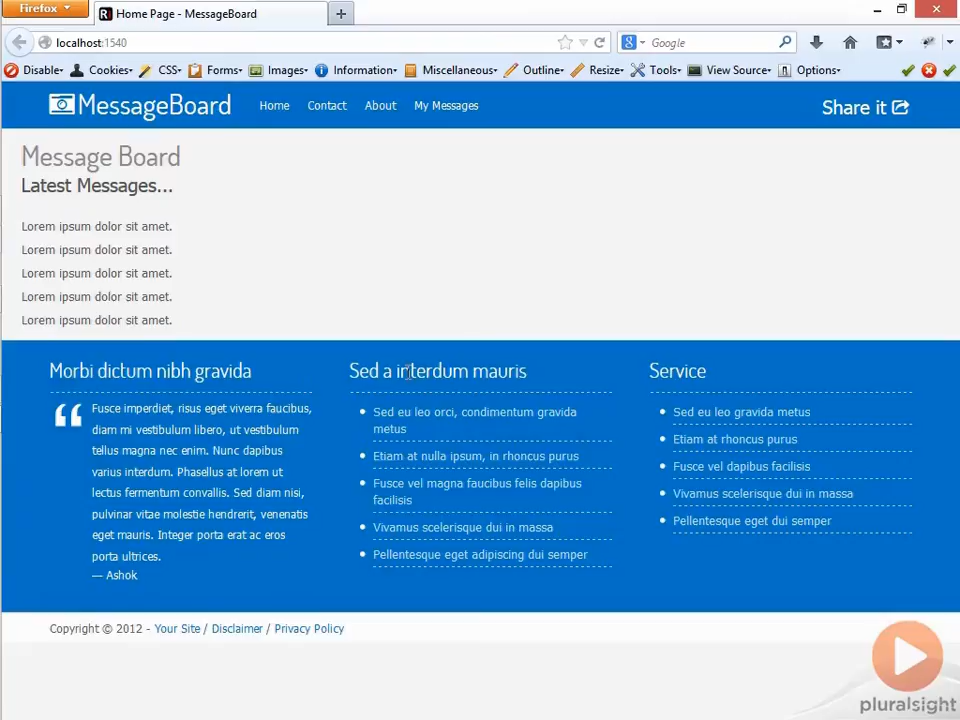 Firefox
Home Page - MessageBoard
localhost:1540
Google
Disable Cookies CSS Forms Images Information Miscellaneous Outline Resize Tools View Source Options
MessageBoard Home Contact About My Messages Share it
Message Board
Latest Messages...
Lorem ipsum dolor sit amet.
Lorem ipsum dolor sit amet.
Lorem ipsum dolor sit amet.
Lorem ipsum dolor sit amet.
Lorem ipsum dolor sit amet.
Morbi dictum nibh gravida
“ Fusce imperdiet, risus eget viverra faucibus,
diam mi vestibulum libero, ut vestibulum
tellus magna nec enim. Nunc dapibus
varius interdum. Phasellus at lorem ut
lectus fermentum convallis. Sed diam nisi,
pulvinar vitae molestie hendrerit, venenatis
eget mauris. Integer porta erat ac eros
porta ultrices.
— Ashok
Sed a interdum mauris
Sed eu leo orci, condimentum gravida
metus
Etiam at nulla ipsum, in rhoncus purus
Fusce vel magna faucibus felis dapibus
facilisis
Vivamus scelerisque dui in massa
Pellentesque eget adipiscing dui semper
Service
Sed eu leo gravida metus
Etiam at rhoncus purus
Fusce vel dapibus facilisis
Vivamus scelerisque dui in massa
Pellentesque eget dui semper
Copyright © 2012 - Your Site / Disclaimer / Privacy Policy
pluralsight